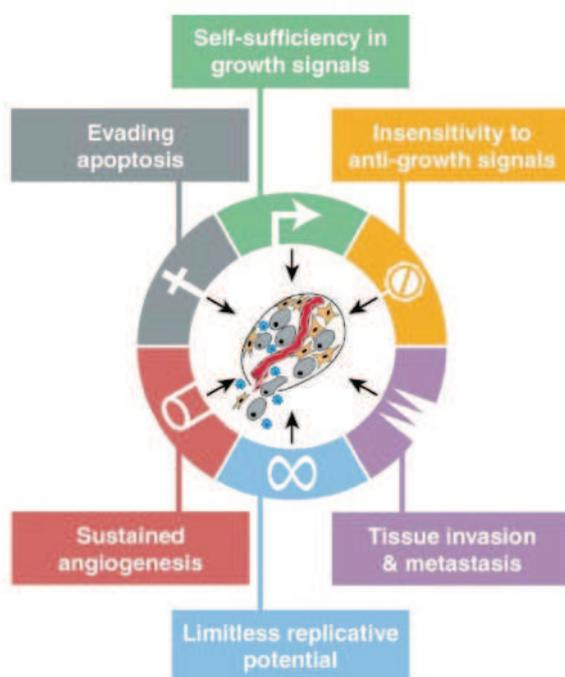 Self-sufficiency in
growth signals
Evading
apoptosis
Insensitivity to
anti-growth signals
Sustained
angiogenesis
Tissue invasion
& metastasis
Limitless replicative
potential